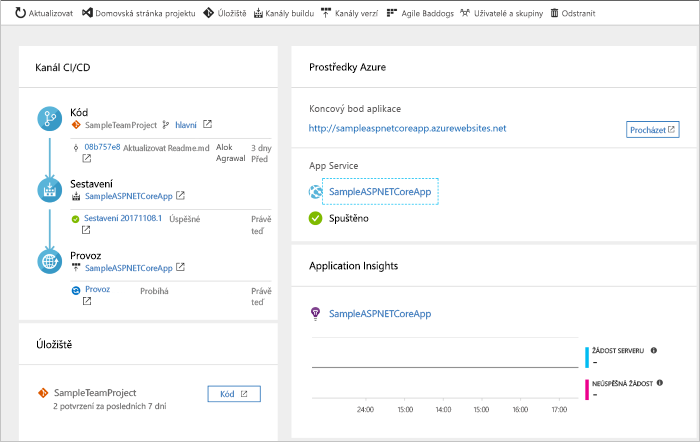 Aktualizovat Domovská stránka projektu Úložiště Kanály buildu Kanály verzí Agile Baddogs Uživatelé a skupiny Odstranit
Kanál CI/CD
Kód
SampleTeamProject hlavní
08b757e8 Aktualizovat Readme.md Alok Agrawal 3 dny Před
Sestavení
SampleASPNETCoreApp
Sestavení 20171108.1 Úspěšné Právě teď
Provoz
SampleASPNETCoreApp
Provoz Probíhá Právě teď
Úložiště
SampleTeamProject
2 potvrzení za posledních 7 dní
Kód
Prostředky Azure
Koncový bod aplikace
http://sampleaspnetcoreapp.azurewebsites.net
Procházet
App Service
SampleASPNETCoreApp
Spuštěno
Application Insights
SampleASPNETCoreApp
ŽÁDOST SERVERU
--
NEÚSPĚŠNÁ ŽÁDOST
--
24:00 15:00 14:00 15:00 16:00 17:00